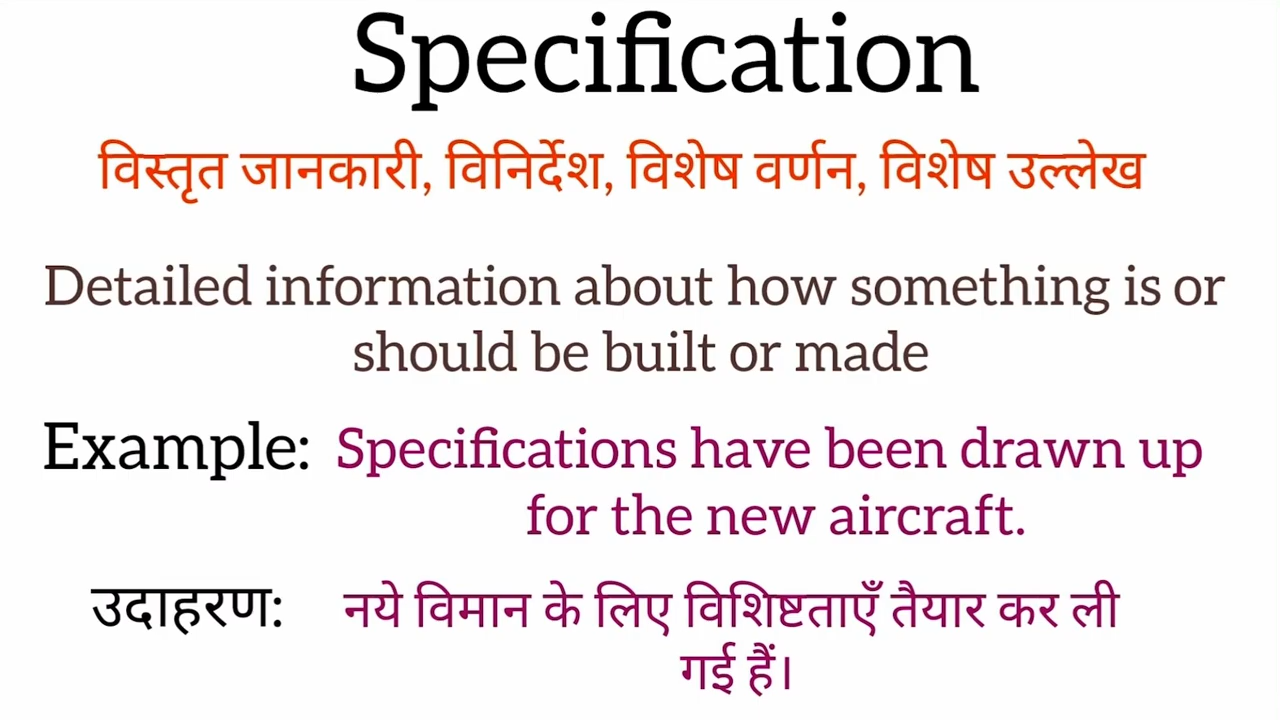 Specification
विस्तृत जानकारी, विनिर्देश, विशेष वर्णन, विशेष उल्लेख
Detailed information about how something is or
should be built or made
Example: Specifications have been drawn up
for the new aircraft.
उदाहरण: नये विमान के लिए विशिष्टताएँ तैयार कर ली
गई हैं।